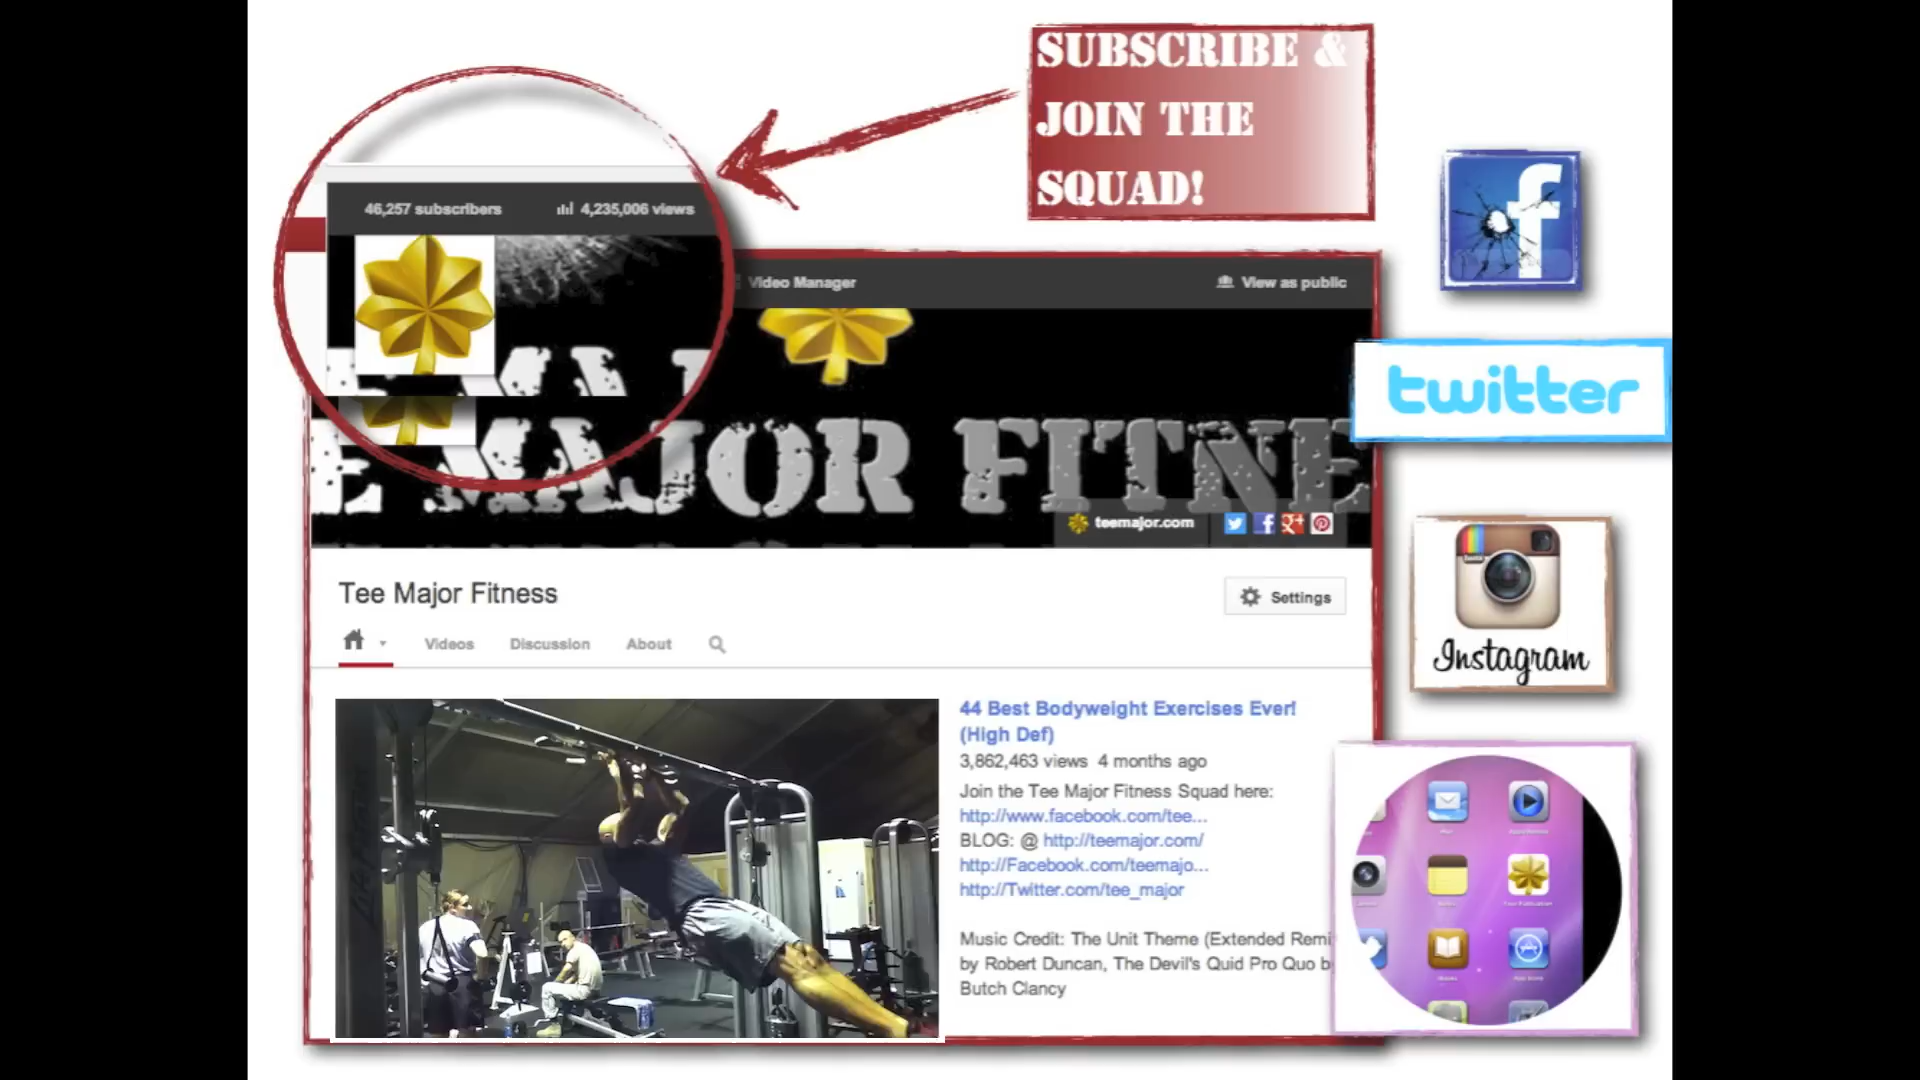 SUBSCRIBE &
JOIN THE
SQUAD!
46,257 subscribers
4,235,006 views
Video Manager
View as public
twitter
E MAJOR FITNE
teemajor.com
Instagram
Tee Major Fitness
Settings
Videos
Discussion
About
44 Best Bodyweight Exercises Ever!
(High Def)
3,862,463 views 4 months ago
Join the Tee Major Fitness Squad here:
http://www.facebook.com/tee...
BLOG: @ http://teemajor.com/
http://Facebook.com/teemajo...
http://Twitter.com/tee_major
Music Credit: The Unit Theme (Extended Remi
by Robert Duncan, The Devil's Quid Pro Quo b
Butch Clancy